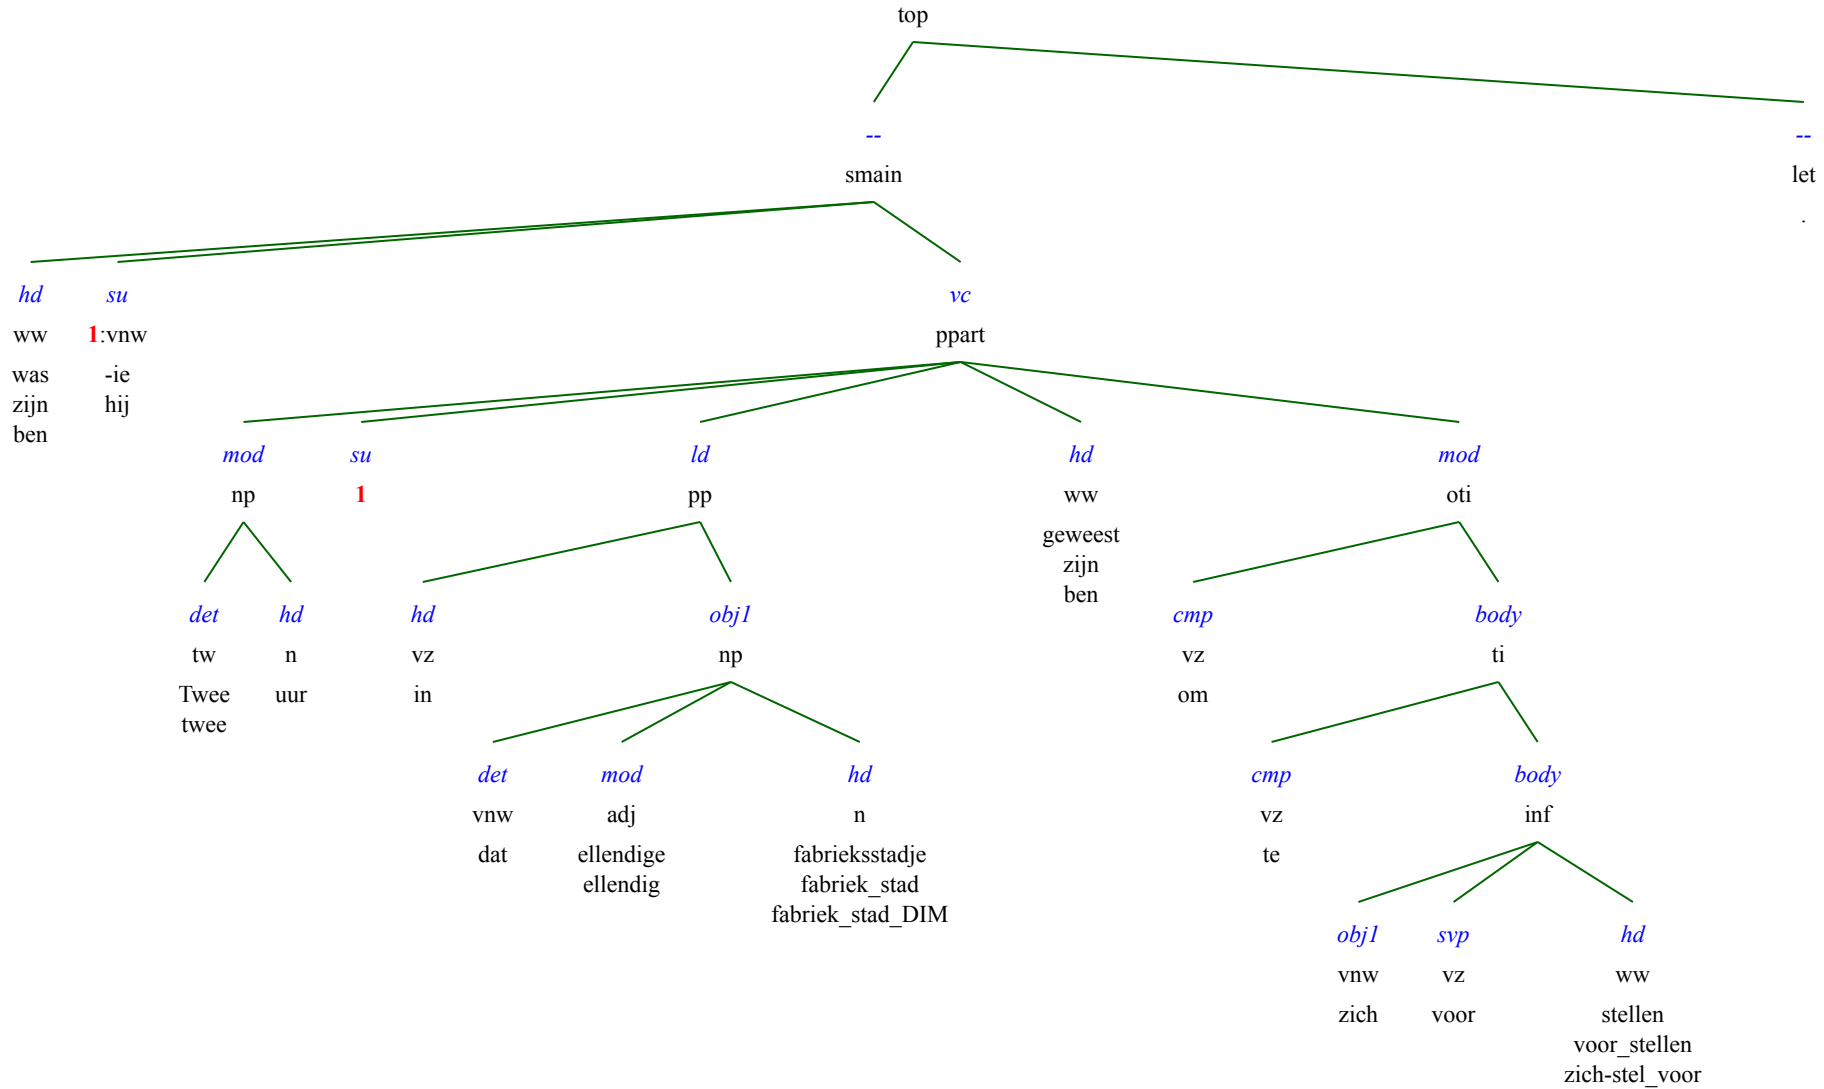 top
-- --
smain let
.
hd su vc
ww 1:vnw ppart
was -ie
zijn hij
ben
mod su ld hd mod
np 1 pp ww oti
geweest
zijn
ben
det hd hd obj1 cmp body
tw n vz np vz ti
Twee uur in om
twee
det mod hd cmp body
vnw adj n vz inf
dat ellendige fabrieksstadje te
ellendig fabriek_stad
fabriek_stad_DIM
obj1 svp hd
vnw vz ww
zich voor stellen
voor_stellen
zich-stel_voor